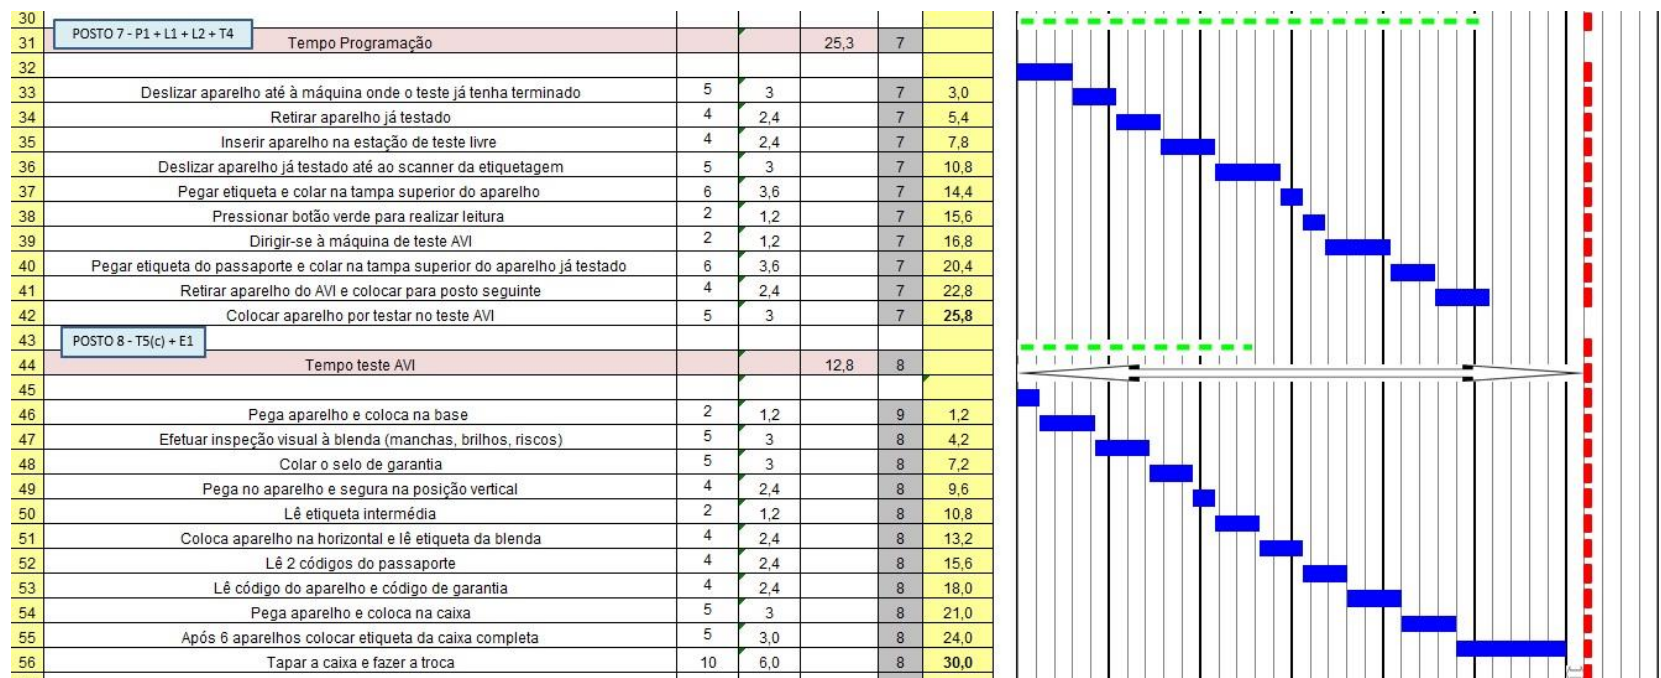 30
POSTO 7 - P1 + L1 + L2 + T4
31 Tempo Programação 25,3 7
32
33 Deslizar aparelho até à máquina onde o teste já tenha terminado 5 3 7 3,0
34 Retirar aparelho já testado 4 2,4 7 5,4
35 Inserir aparelho na estação de teste livre 4 2,4 7 7,8
36 Deslizar aparelho já testado até ao scanner da etiquetagem 5 3 7 10,8
37 Pegar etiqueta e colar na tampa superior do aparelho 6 3,6 7 14,4
38 Pressionar botão verde para realizar leitura 2 1,2 7 15,6
39 Dirigir-se à máquina de teste AVI 2 1,2 7 16,8
40 Pegar etiqueta do passaporte e colar na tampa superior do aparelho já testado 6 3,6 7 20,4
41 Retirar aparelho do AVI e colocar para posto seguinte 4 2,4 7 22,8
42 Colocar aparelho por testar no teste AVI 5 3 7 25,8
43
POSTO 8 - T5(c) + E1
44 Tempo teste AVI 12,8 8
45
46 Pega aparelho e coloca na base 2 1,2 9 1,2
47 Efetuar inspeção visual à blenda (manchas, brilhos, riscos) 5 3 8 4,2
48 Colar o selo de garantia 5 3 8 7,2
49 Pega no aparelho e segura na posição vertical 4 2,4 8 9,6
50 Lê etiqueta intermédia 2 1,2 8 10,8
51 Coloca aparelho na horizontal e lê etiqueta da blenda 4 2,4 8 13,2
52 Lê 2 códigos do passaporte 4 2,4 8 15,6
53 Lê código do aparelho e código de garantia 4 2,4 8 18,0
54 Pega aparelho e coloca na caixa 5 3 8 21,0
55 Após 6 aparelhos colocar etiqueta da caixa completa 5 3,0 8 24,0
56 Tapar a caixa e fazer a troca 10 6,0 8 30,0